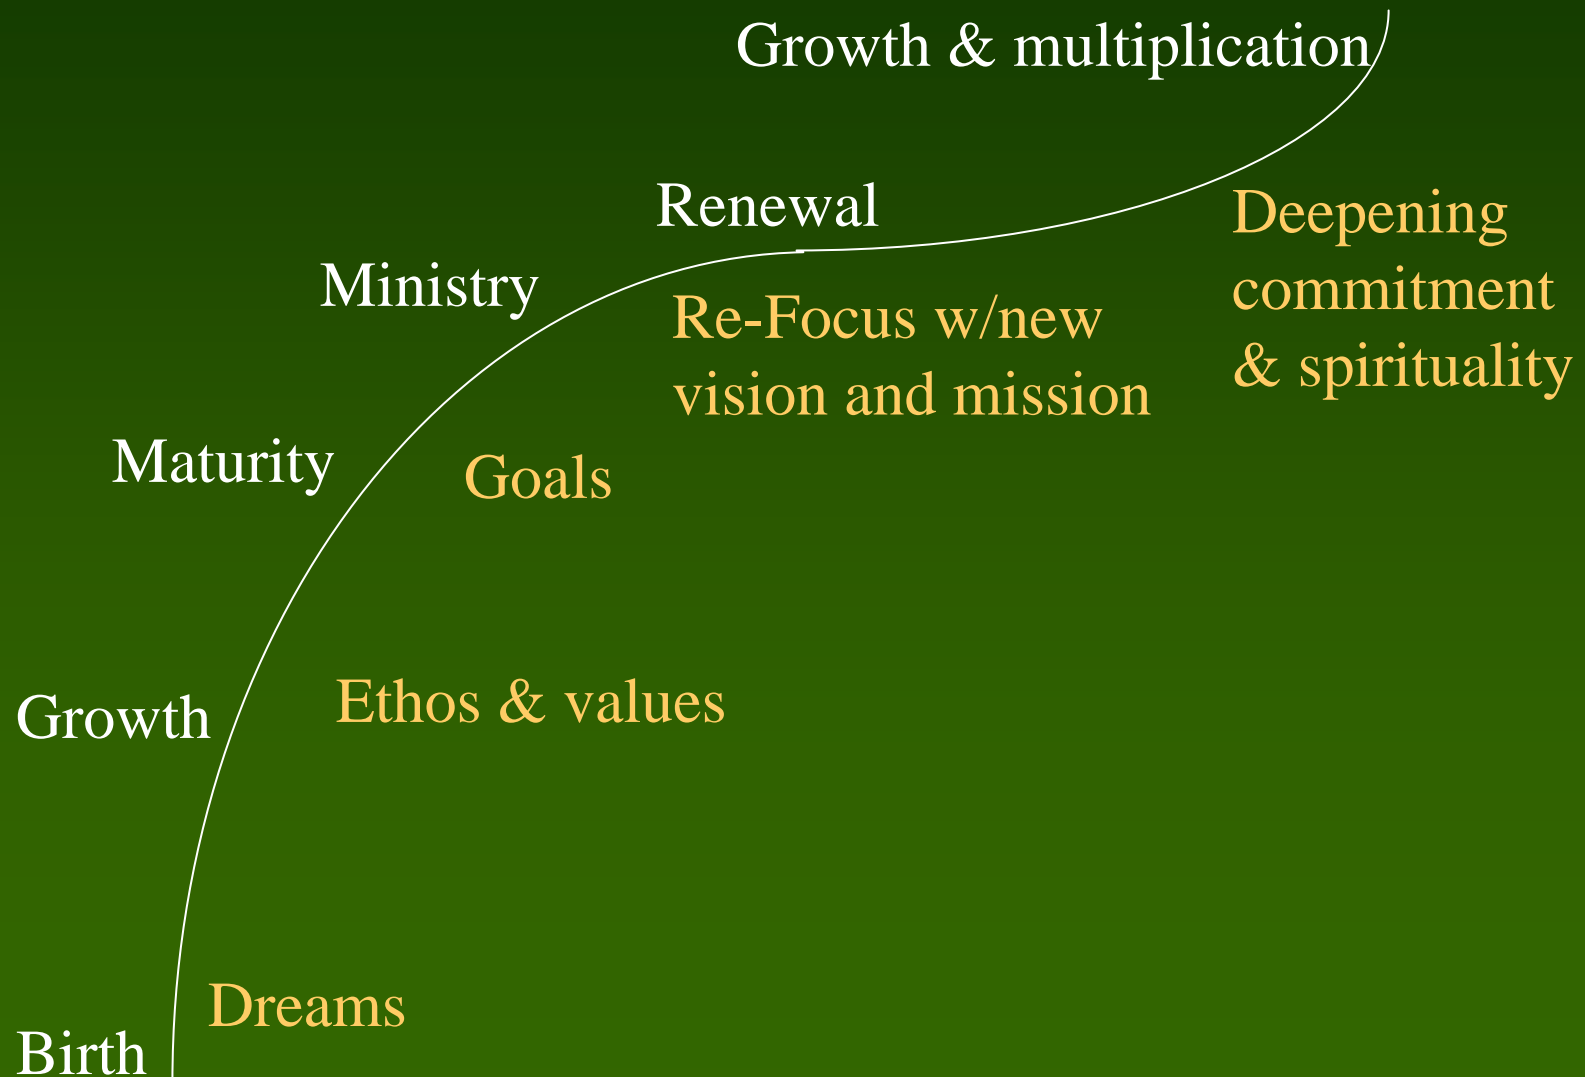 Growth & multiplication
Renewal
Deepening
commitment
& spirituality
Ministry
Re-Focus w/new
vision and mission
Maturity
Goals
Growth
Ethos & values
Dreams
Birth